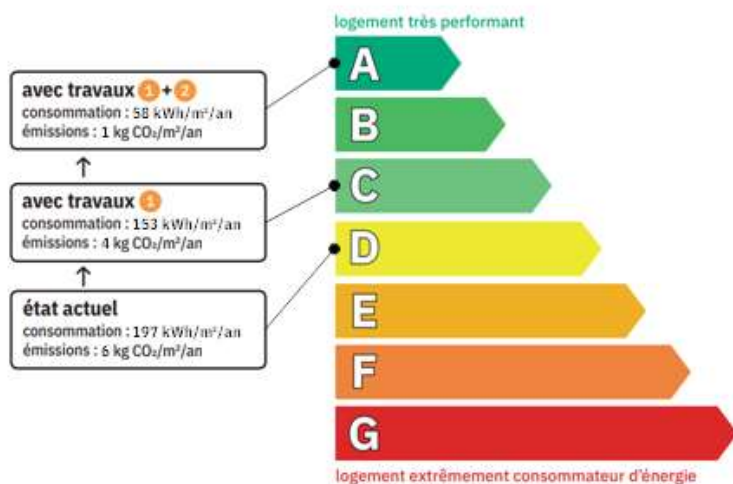 logement très performant
avec travaux 1 + 2
consommation : 58 kWh/m²/an
émissions : 1 kg CO₂/m²/an
↑
avec travaux 1
consommation : 153 kWh/m²/an
émissions : 4 kg CO₂/m²/an
↑
état actuel
consommation : 197 kWh/m²/an
émissions : 6 kg CO₂/m²/an
A
B
C
D
E
F
G
logement extrêmement consommateur d'énergie